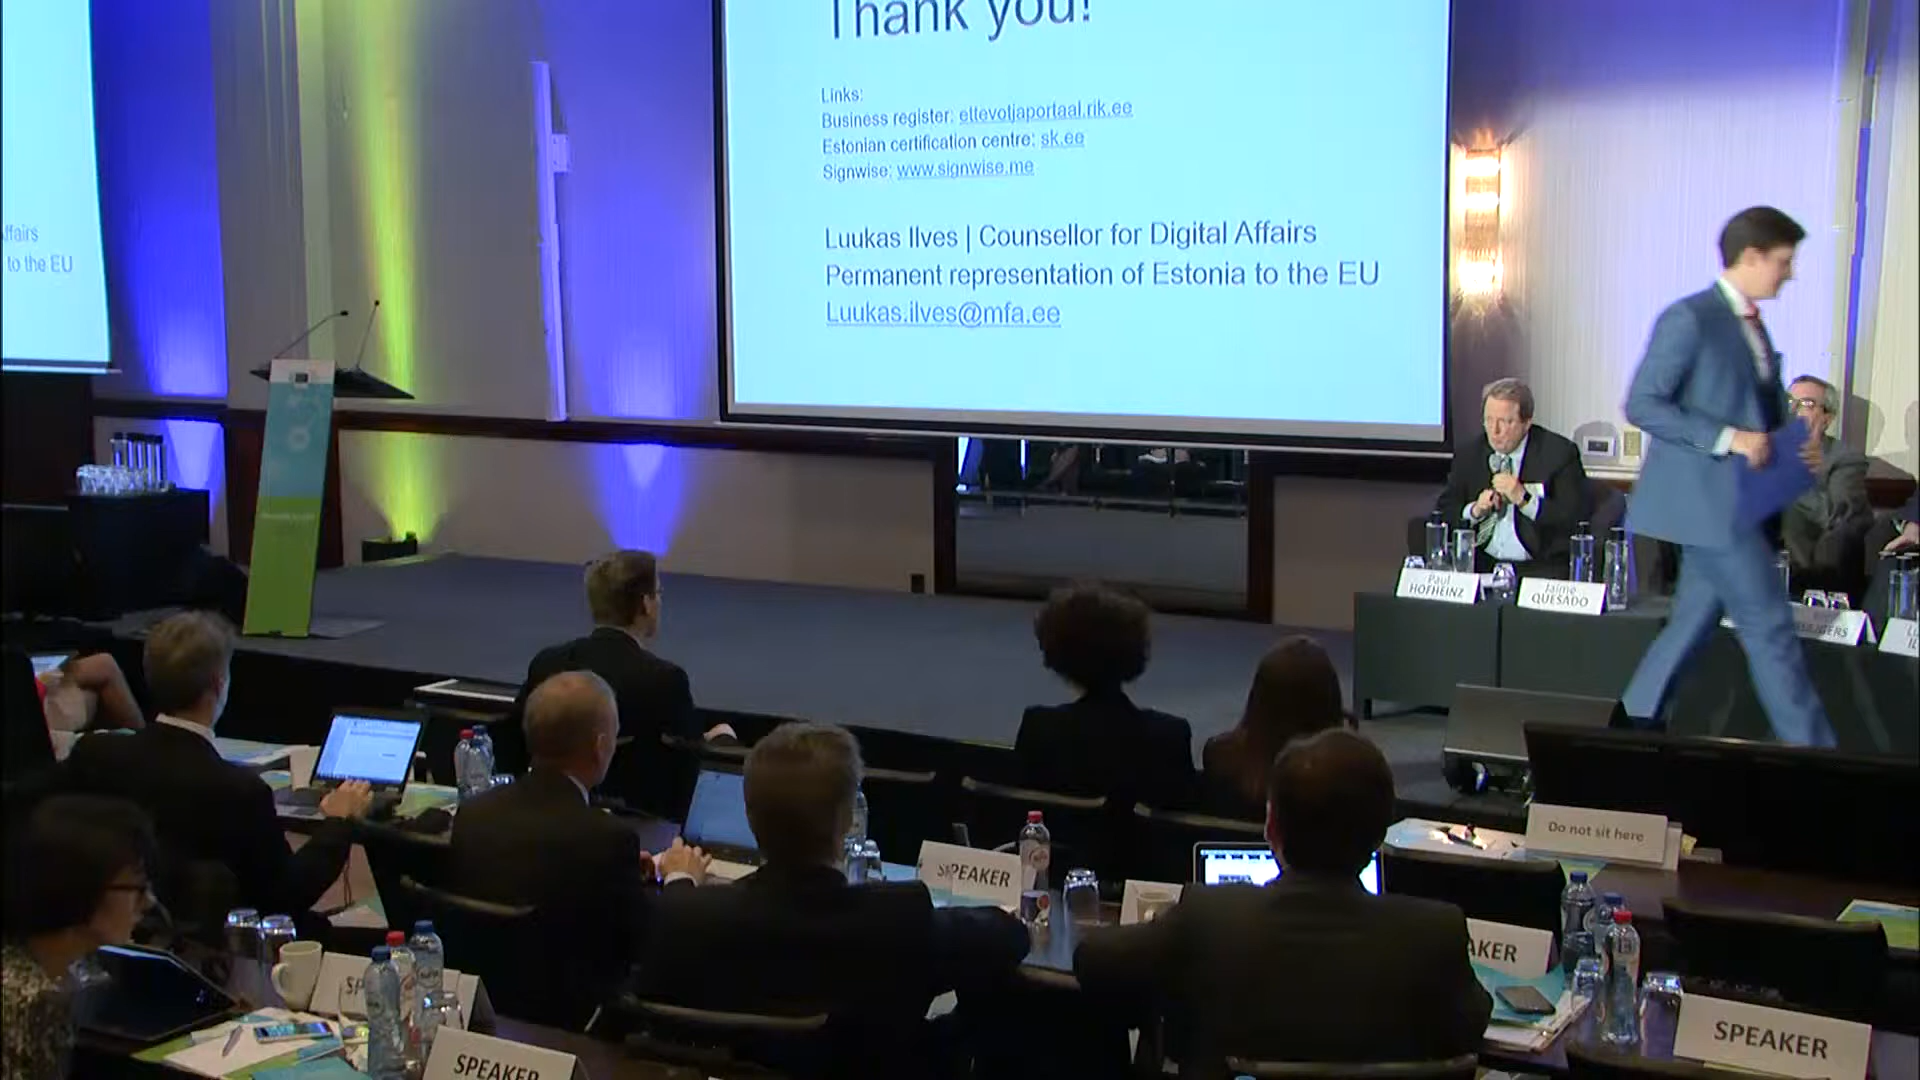 Thank you!
Links:
Business register: ettevotjaportaal.rik.ee
Estonian certification centre: sk.ee
Signwise: www.signwise.me
Luukas Ilves | Counsellor for Digital Affairs
Permanent representation of Estonia to the EU
Luukas.ilves@mfa.ee
ffairs
to the EU
Paul
HOFHEINZ
Jaime
QUESADO
Do not sit here
SPEAKER
AKER
SP
SPEAKER
SPEAKER